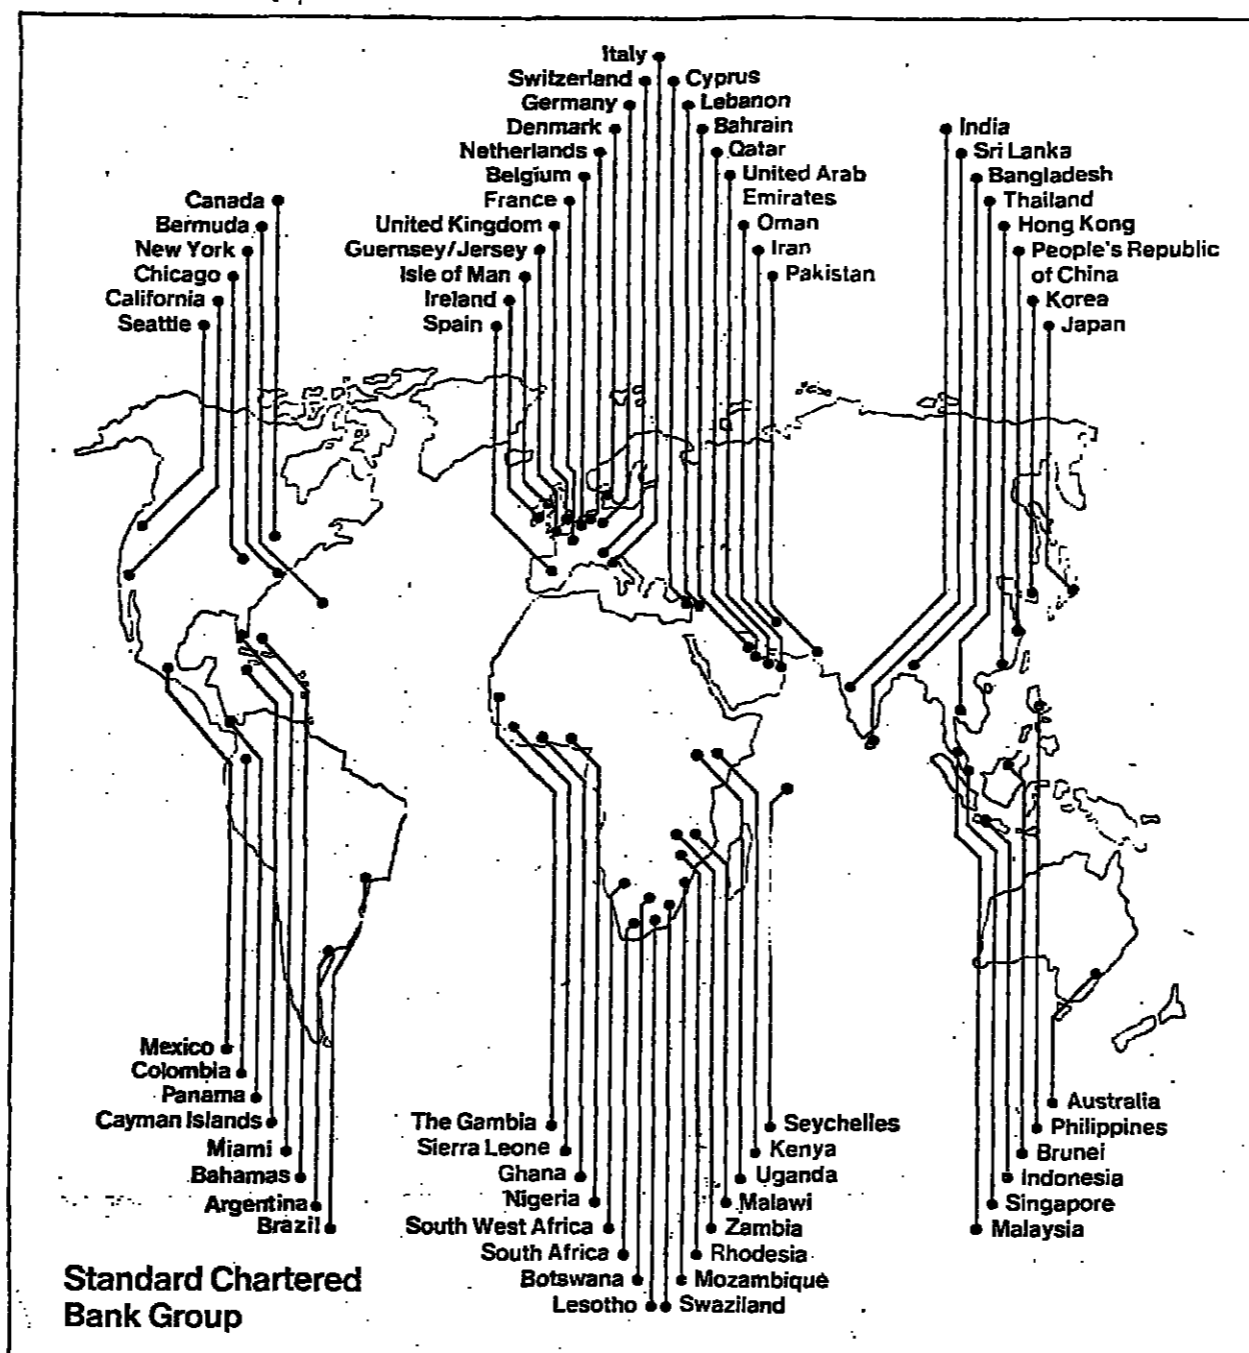 Italy
Switzerland
Germany
Denmark
Netherlands
Belgium
France
United Kingdom
Guernsey/Jersey
Isle of Man
Ireland
Spain
Cyprus
Lebanon
Bahrain
Qatar
United Arab
Emirates
Oman
Iran
Pakistan
Canada
Bermuda
New York
Chicago
California
Seattle
India
Sri Lanka
Bangladesh
Thailand
Hong Kong
People's Republic
of China
Korea
Japan
Mexico
Colombia
Panama
Cayman Islands
Miami
Bahamas
Argentina
Brazil
The Gambia
Sierra Leone
Ghana
Nigeria
South West Africa
South Africa
Botswana
Lesotho
Seychelles
Kenya
Uganda
Malawi
Zambia
Rhodesia
Mozambique
Swaziland
Australia
Philippines
Brunei
Indonesia
Singapore
Malaysia
Standard Chartered
Bank Group